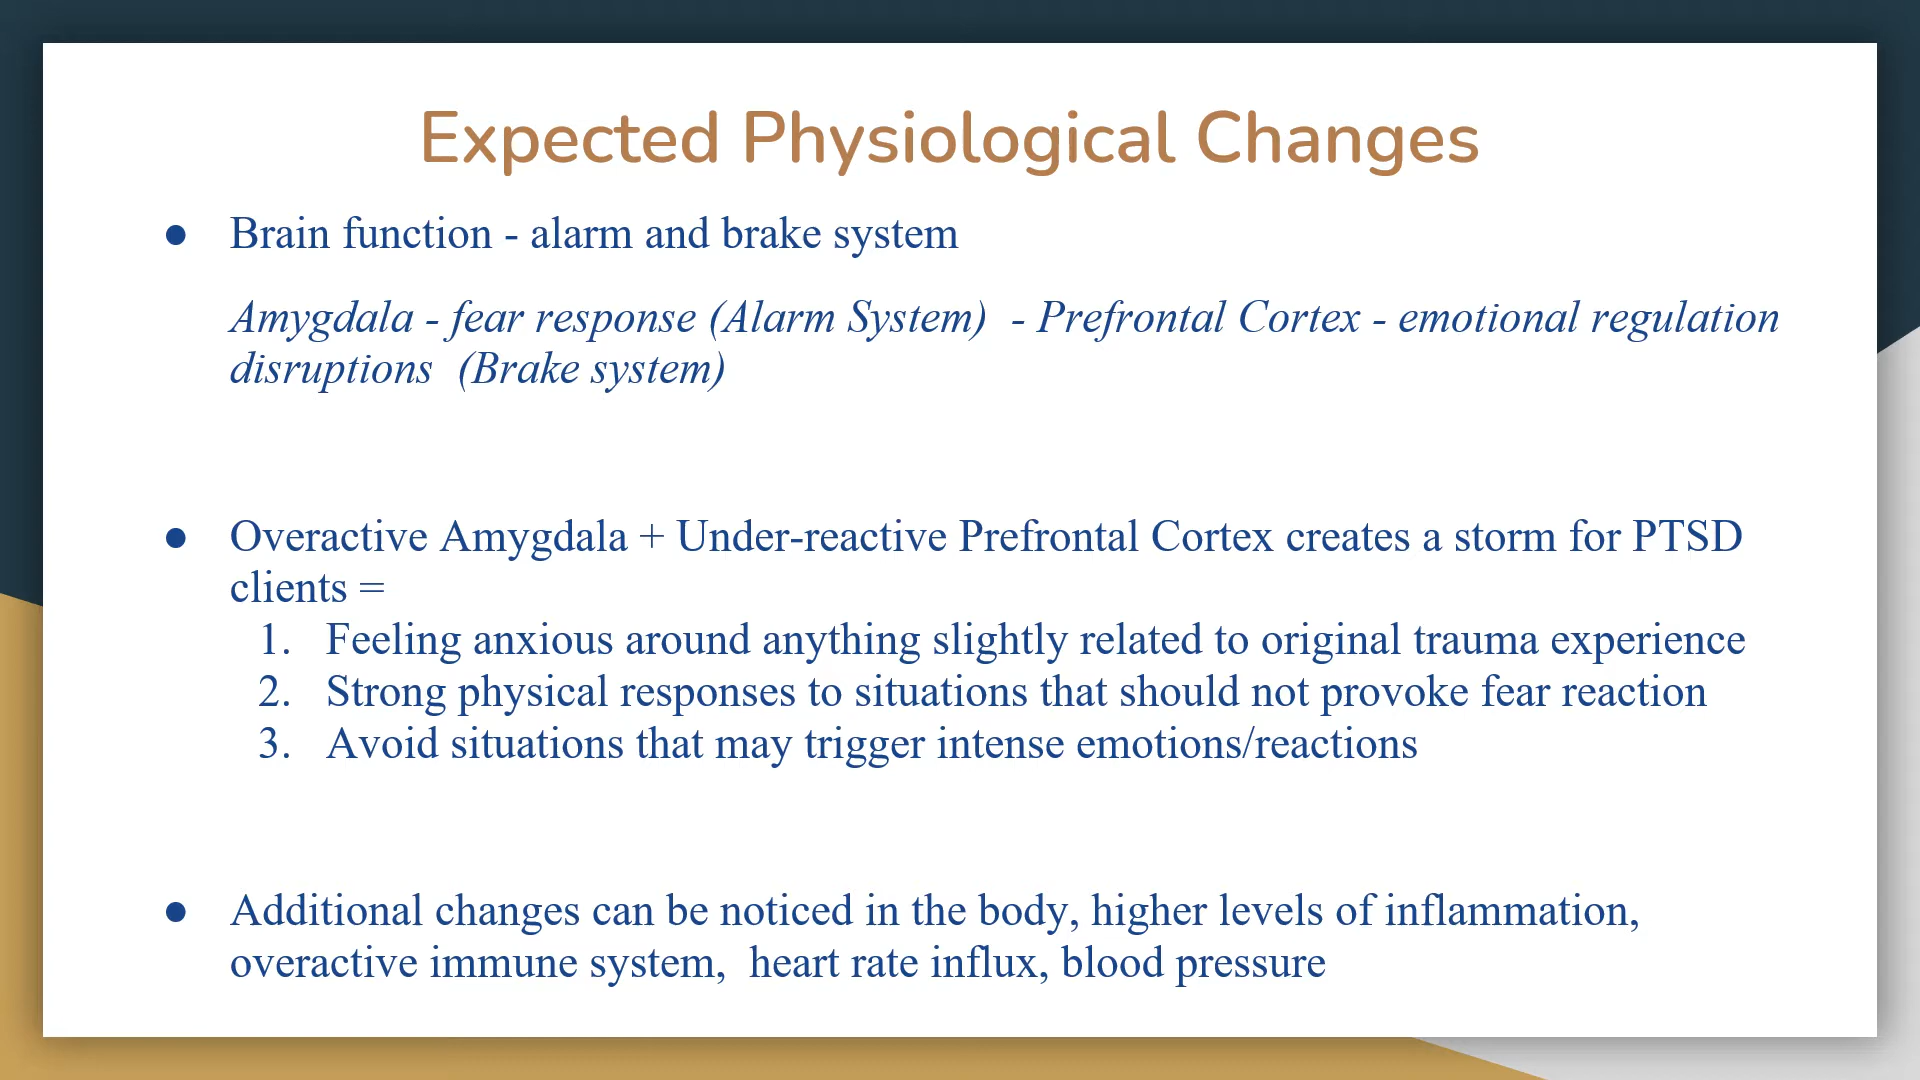 Expected Physiological Changes
● Brain function - alarm and brake system
Amygdala - fear response (Alarm System)  - Prefrontal Cortex - emotional regulation
disruptions  (Brake system)
● Overactive Amygdala + Under-reactive Prefrontal Cortex creates a storm for PTSD
clients =
1. Feeling anxious around anything slightly related to original trauma experience
2. Strong physical responses to situations that should not provoke fear reaction
3. Avoid situations that may trigger intense emotions/reactions
● Additional changes can be noticed in the body, higher levels of inflammation,
overactive immune system,  heart rate influx, blood pressure